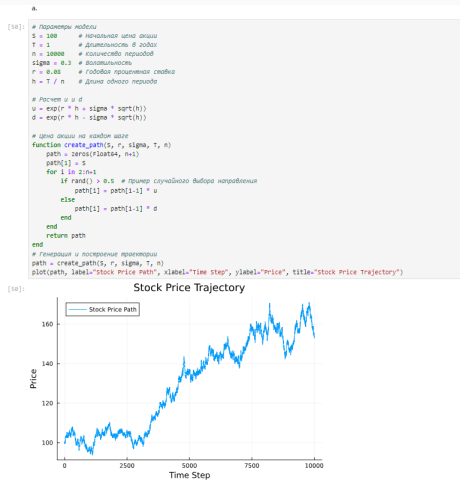 a.
[50]:
# Параметры модели
S = 100 # Начальная цена акции
T = 1 # Длительность в годах
n = 10000 # Количество периодов
sigma = 0.3 # Волатильность
r = 0.08 # Годовая процентная ставка
h = T / n # Длина одного периода
# Расчет u и d
u = exp(r * h + sigma * sqrt(h))
d = exp(r * h - sigma * sqrt(h))
# Цена акции на каждом шаге
function create_path(S, r, sigma, T, n)
path = zeros(Float64, n+1)
path[1] = S
for i in 2:n+1
if rand() > 0.5 # Пример случайного выбора направления
path[i] = path[i-1] * u
else
path[i] = path[i-1] * d
end
end
return path
end
# Генерация и построение траектории
path = create_path(S, r, sigma, T, n)
plot(path, label="Stock Price Path", xlabel="Time Step", ylabel="Price", title="Stock Price Trajectory")
[50]:
Stock Price Trajectory
Stock Price Path
160
140
120
100
Price
0 2500 5000 7500 10000
Time Step